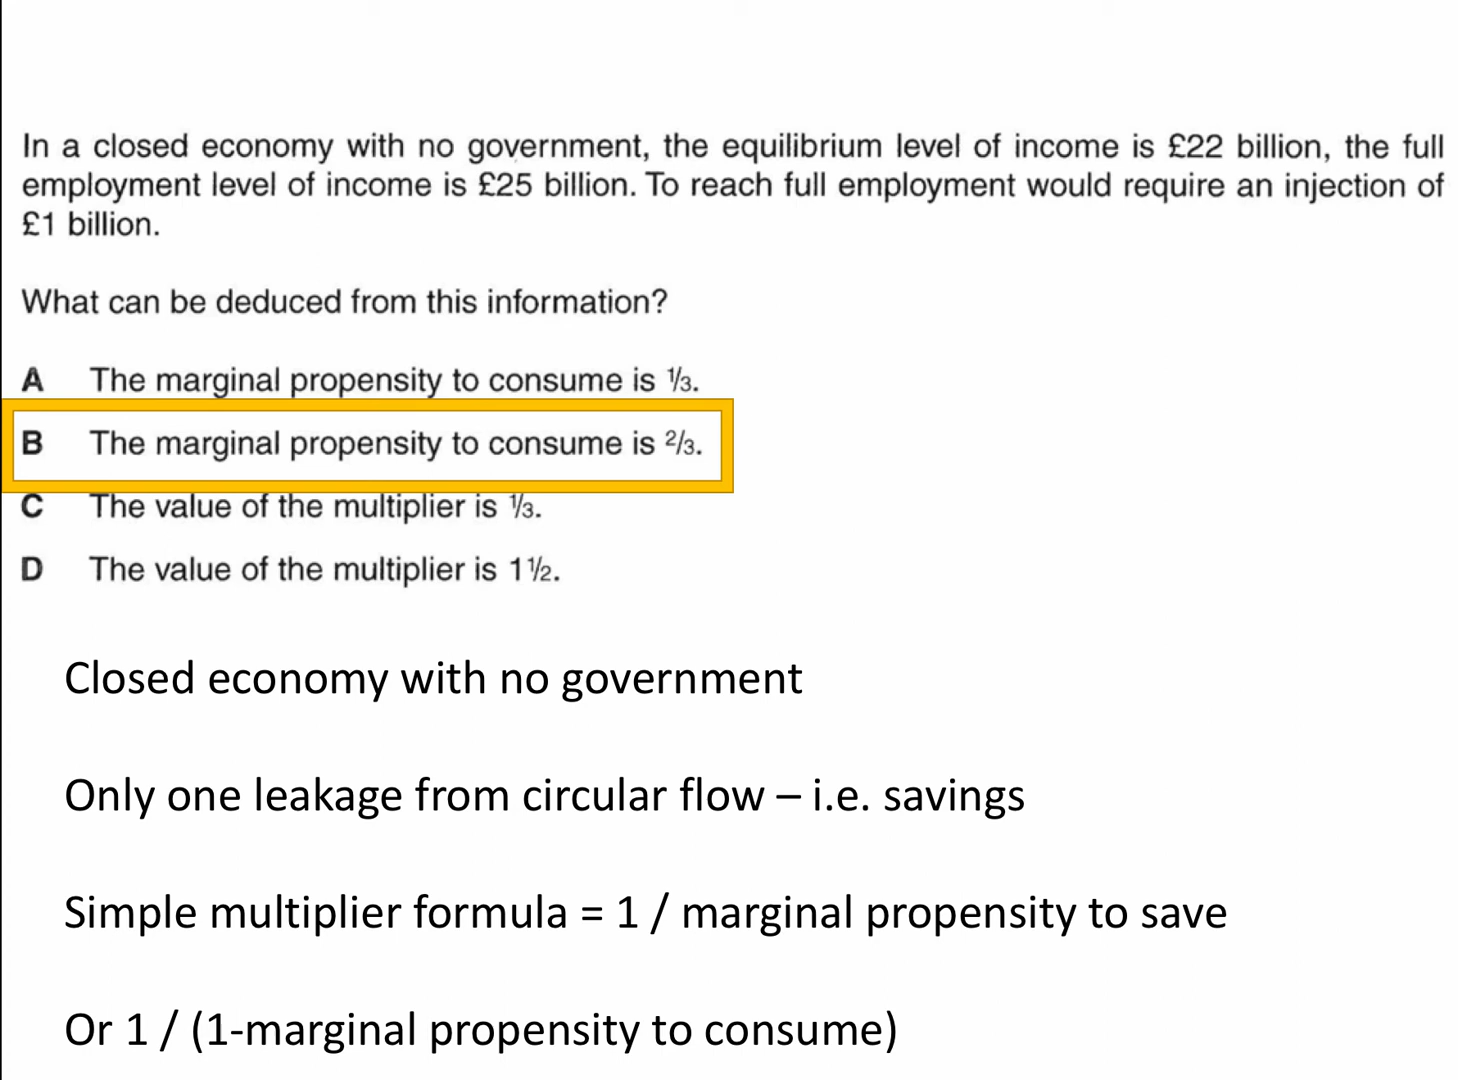 In a closed economy with no government, the equilibrium level of income is £22 billion, the full
employment level of income is £25 billion. To reach full employment would require an injection of
£1 billion.
What can be deduced from this information?
A The marginal propensity to consume is 1/3.
B The marginal propensity to consume is 2/3.
C The value of the multiplier is 1/3.
D The value of the multiplier is 1 1/2.
Closed economy with no government
Only one leakage from circular flow – i.e. savings
Simple multiplier formula = 1 / marginal propensity to save
Or 1 / (1-marginal propensity to consume)